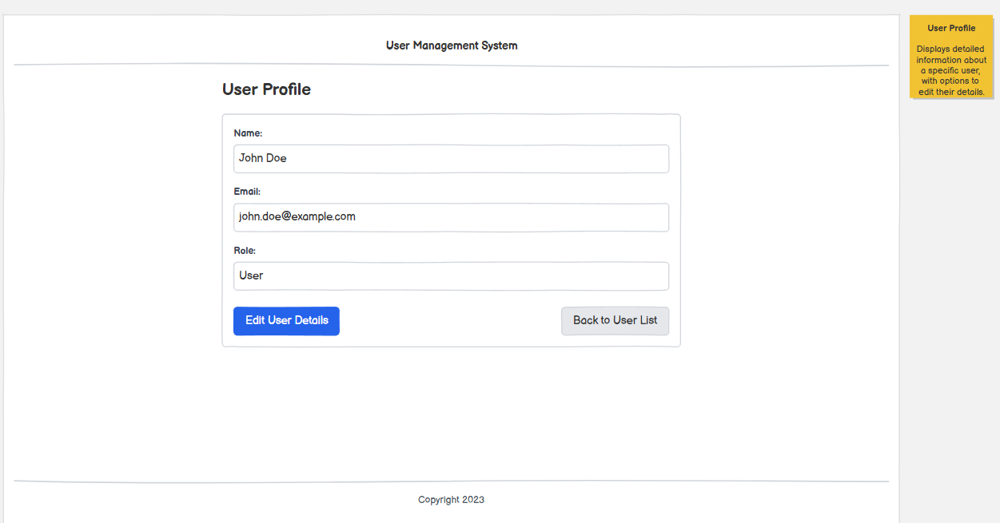 User Management System
User Profile
Name:
John Doe
Email:
john.doe@example.com
Role:
User
Edit User Details
Back to User List
Copyright 2023
User Profile
Displays detailed
information about
a specific user,
with options to
edit their details.